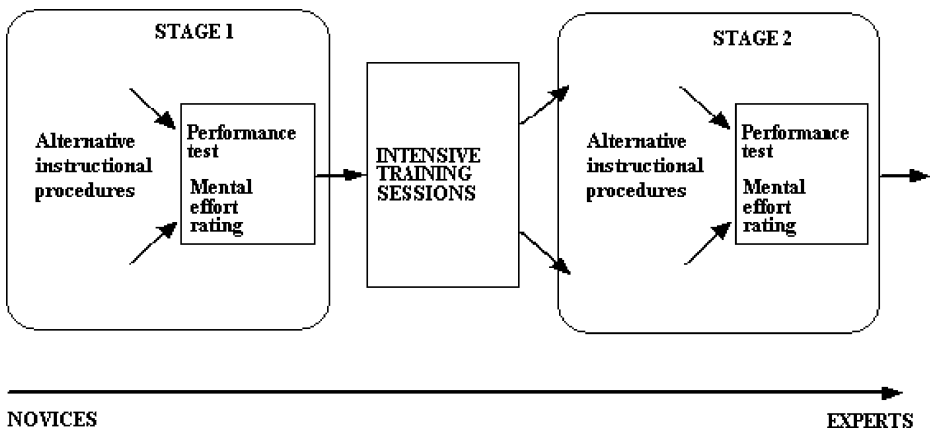 STAGE 1
Alternative
instructional
procedures
Performance
test
Mental
effort
rating
INTENSIVE
TRAINING
SESSIONS
STAGE 2
Alternative
instructional
procedures
Performance
test
Mental
effort
rating
NOVICES
EXPERTS